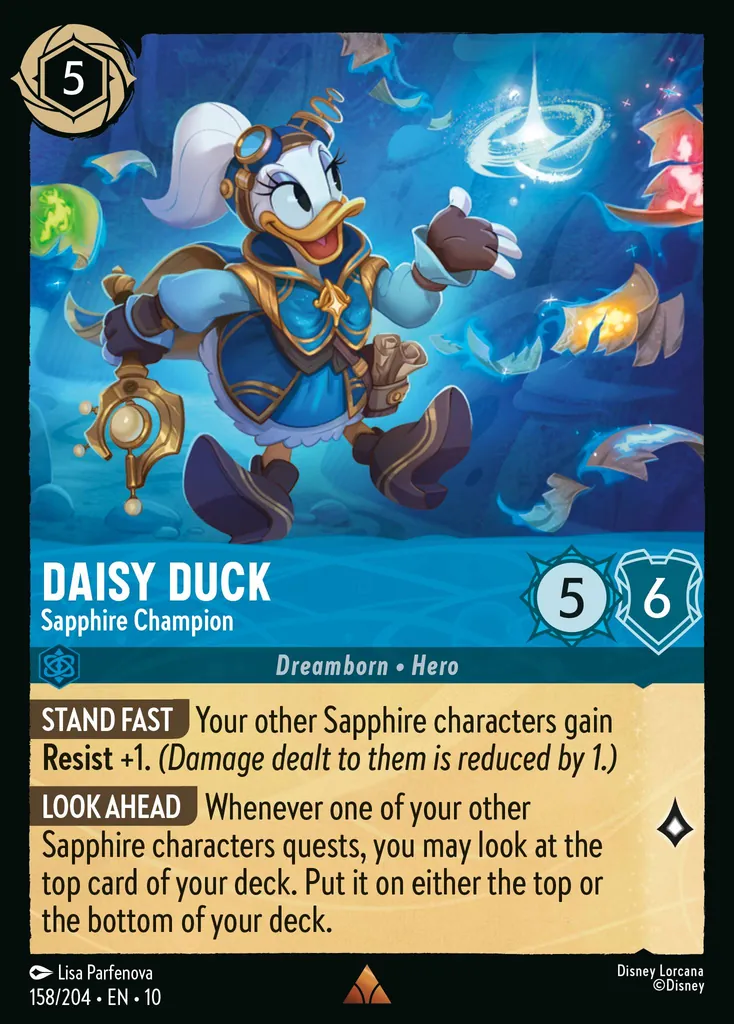 5
DAISY DUCK
Sapphire Champion
5
6
Dreamborn • Hero
STAND FAST Your other Sapphire characters gain
Resist +1. (Damage dealt to them is reduced by 1.)
LOOK AHEAD Whenever one of your other
Sapphire characters quests, you may look at the
top card of your deck. Put it on either the top or
the bottom of your deck.
Lisa Parfenova
158/204 • EN • 10
Disney Lorcana
©Disney